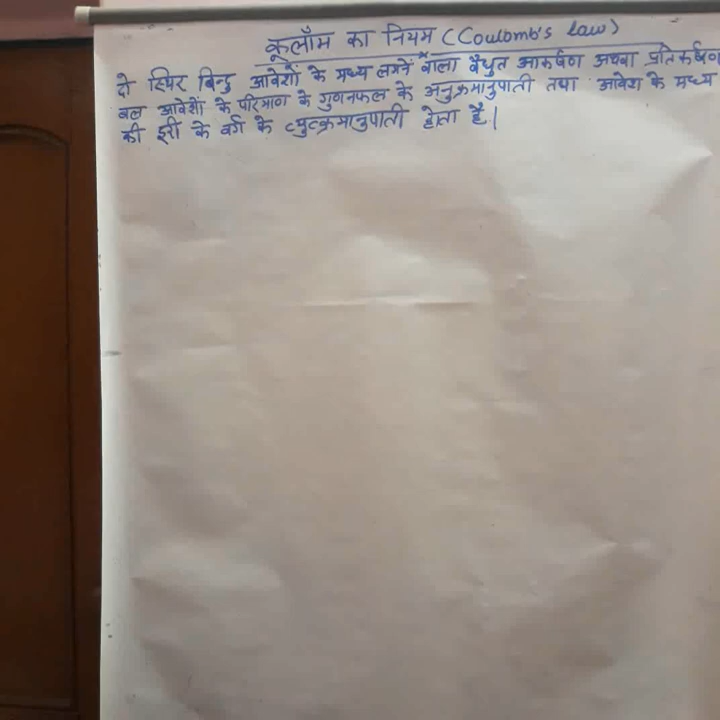 कूलॉम का नियम (Coulomb's law)
दो स्थिर बिन्दु आवेशों के मध्य लगने वाला वैधुत आकर्षण अथवा प्रतिकर्षण
बल आवेशों के परिमाण के गुणनफल के अनुक्रमानुपाती तथा आवेश के मध्य
की दूरी के वर्ग के व्युत्क्रमानुपाती होता है।